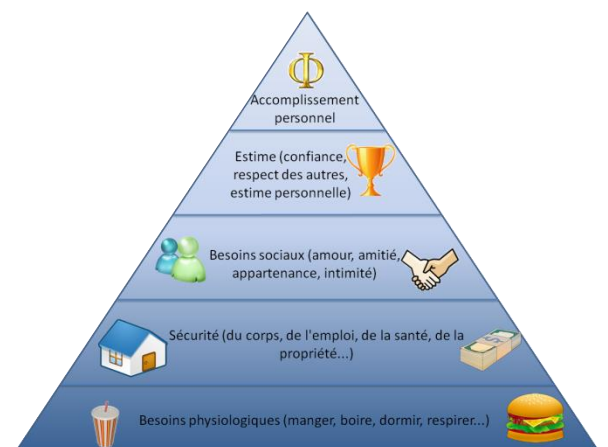 Φ
Accomplissement
personnel
Estime (confiance,
respect des autres,
estime personnelle)
Besoins sociaux (amour, amitié,
appartenance, intimité)
Sécurité (du corps, de l'emploi, de la santé, de la
propriété...)
Besoins physiologiques (manger, boire, dormir, respirer...)